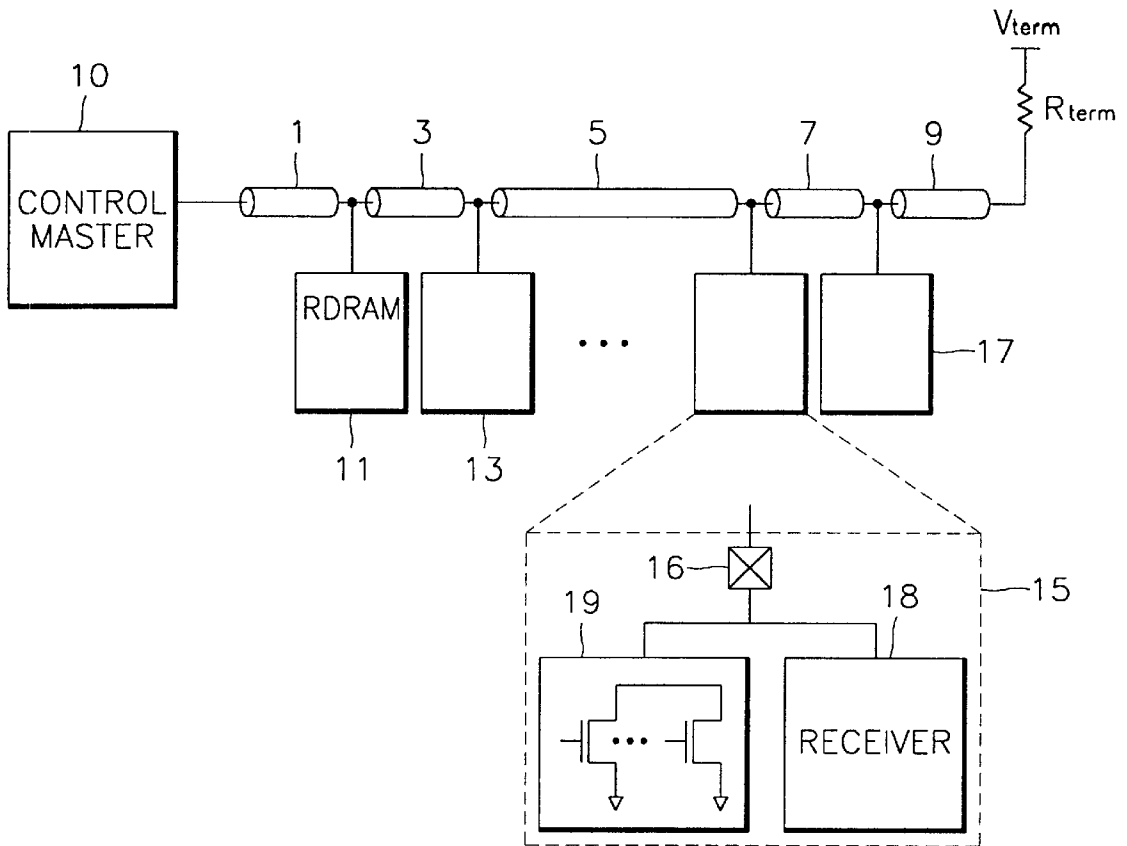 Vterm
10
Rterm
1
3
5
7
9
CONTROL
MASTER
RDRAM
17
11
13
16
15
19
18
RECEIVER